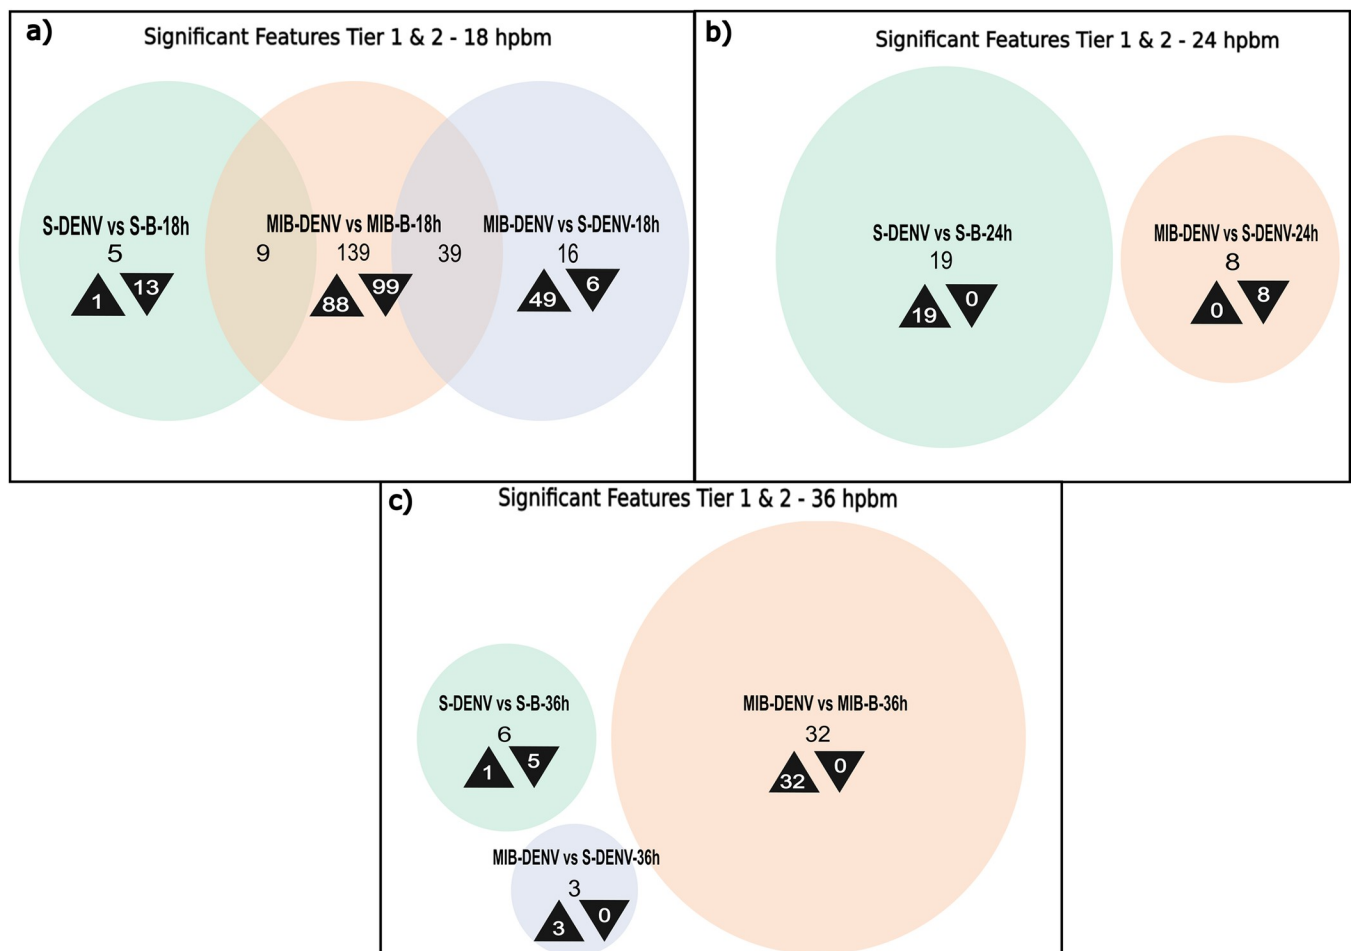 a)
Significant Features Tier 1 & 2 - 18 hpbm
S-DENV vs S-B-18h
5
1
13
9
MIB-DENV vs MIB-B-18h
139
88
99
39
MIB-DENV vs S-DENV-18h
16
49
6
b)
Significant Features Tier 1 & 2 - 24 hpbm
S-DENV vs S-B-24h
19
19
0
MIB-DENV vs S-DENV-24h
8
0
8
c)
Significant Features Tier 1 & 2 - 36 hpbm
S-DENV vs S-B-36h
6
1
5
MIB-DENV vs MIB-B-36h
32
32
0
MIB-DENV vs S-DENV-36h
3
3
0